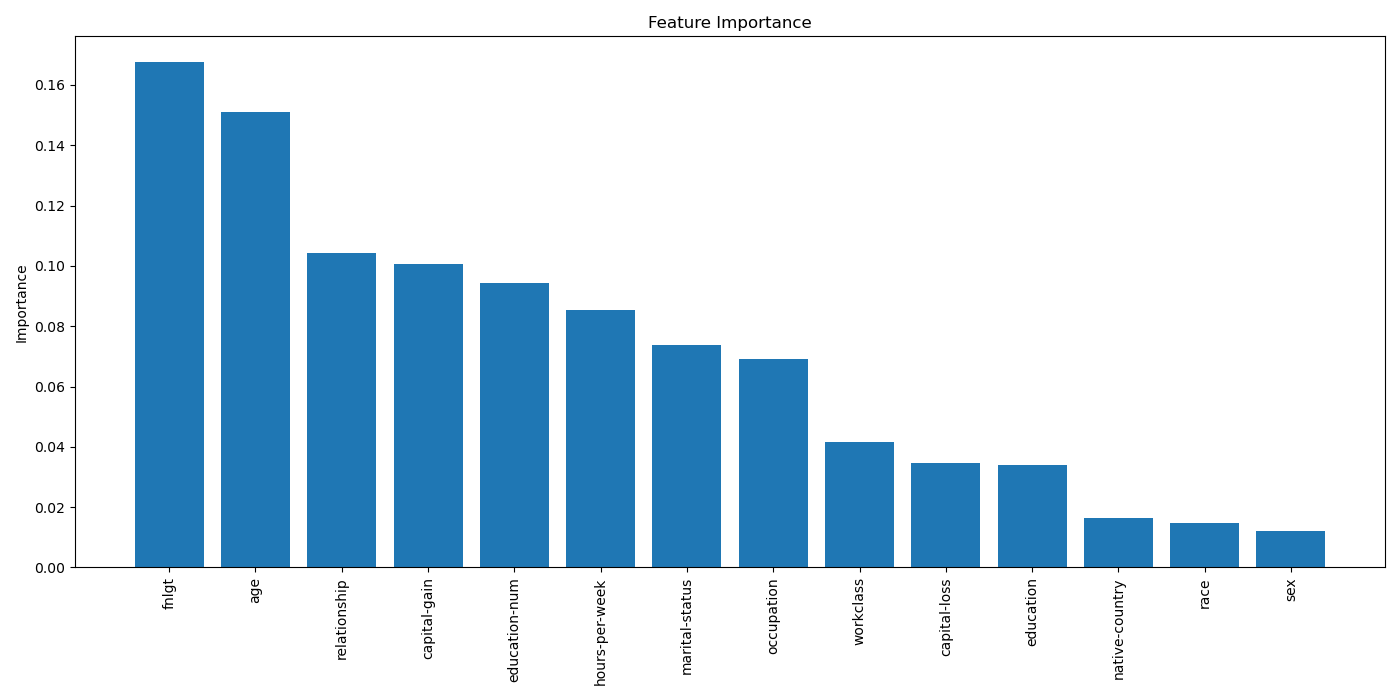 Feature Importance
Importance
0.16
0.14
0.12
0.10
0.08
0.06
0.04
0.02
0.00
fnlgt
age
relationship
capital-gain
education-num
hours-per-week
marital-status
occupation
workclass
capital-loss
education
native-country
race
sex